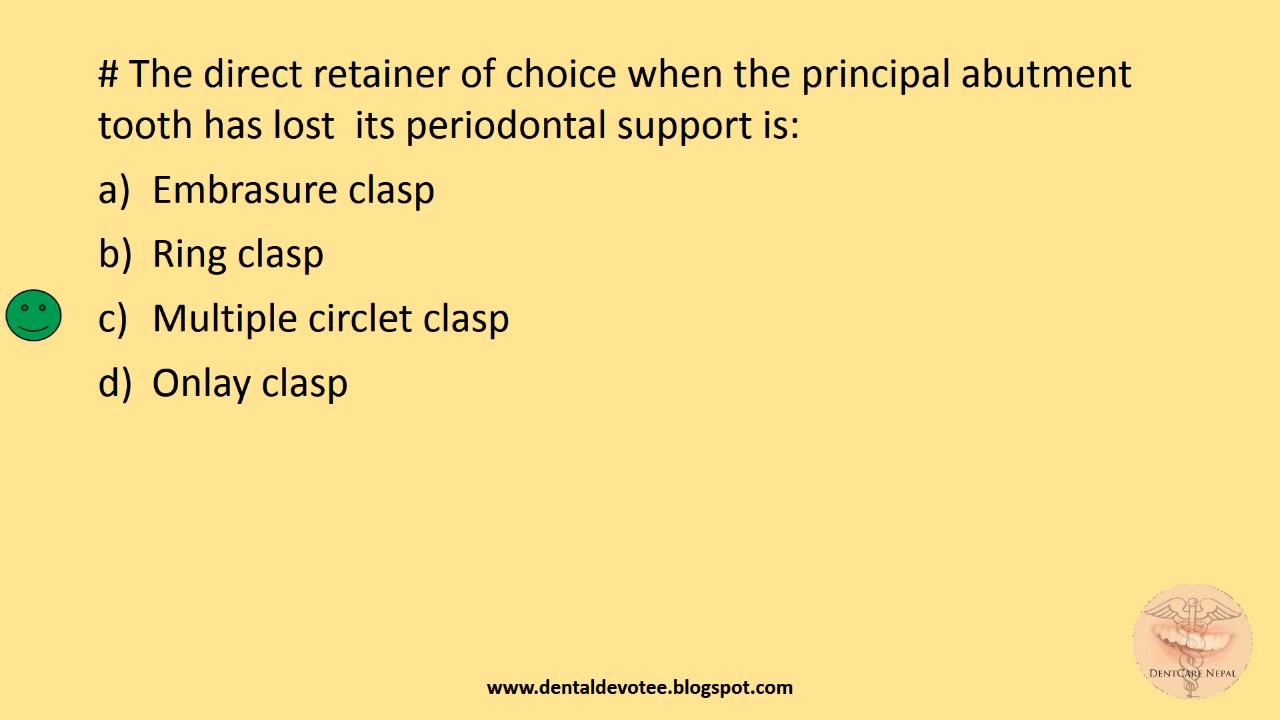 # The direct retainer of choice when the principal abutment
tooth has lost  its periodontal support is:
a) Embrasure clasp
b) Ring clasp
c) Multiple circlet clasp
d) Onlay clasp
DentCare Nepal
www.dentaldevotee.blogspot.com